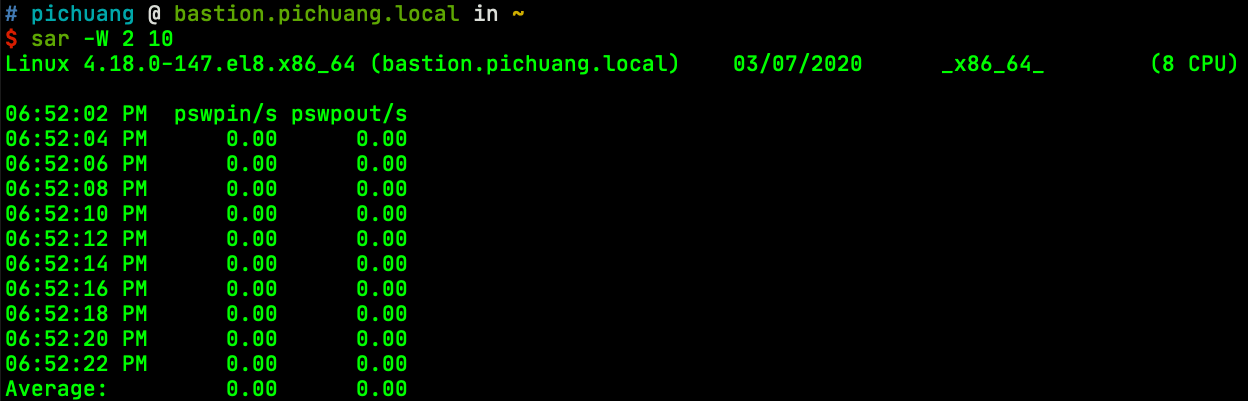 # pichuang @ bastion.pichuang.local in ~
$ sar -W 2 10
Linux 4.18.0-147.el8.x86_64 (bastion.pichuang.local) 03/07/2020 _x86_64_ (8 CPU)
06:52:02 PM pswpin/s pswpout/s
06:52:04 PM 0.00 0.00
06:52:06 PM 0.00 0.00
06:52:08 PM 0.00 0.00
06:52:10 PM 0.00 0.00
06:52:12 PM 0.00 0.00
06:52:14 PM 0.00 0.00
06:52:16 PM 0.00 0.00
06:52:18 PM 0.00 0.00
06:52:20 PM 0.00 0.00
06:52:22 PM 0.00 0.00
Average: 0.00 0.00